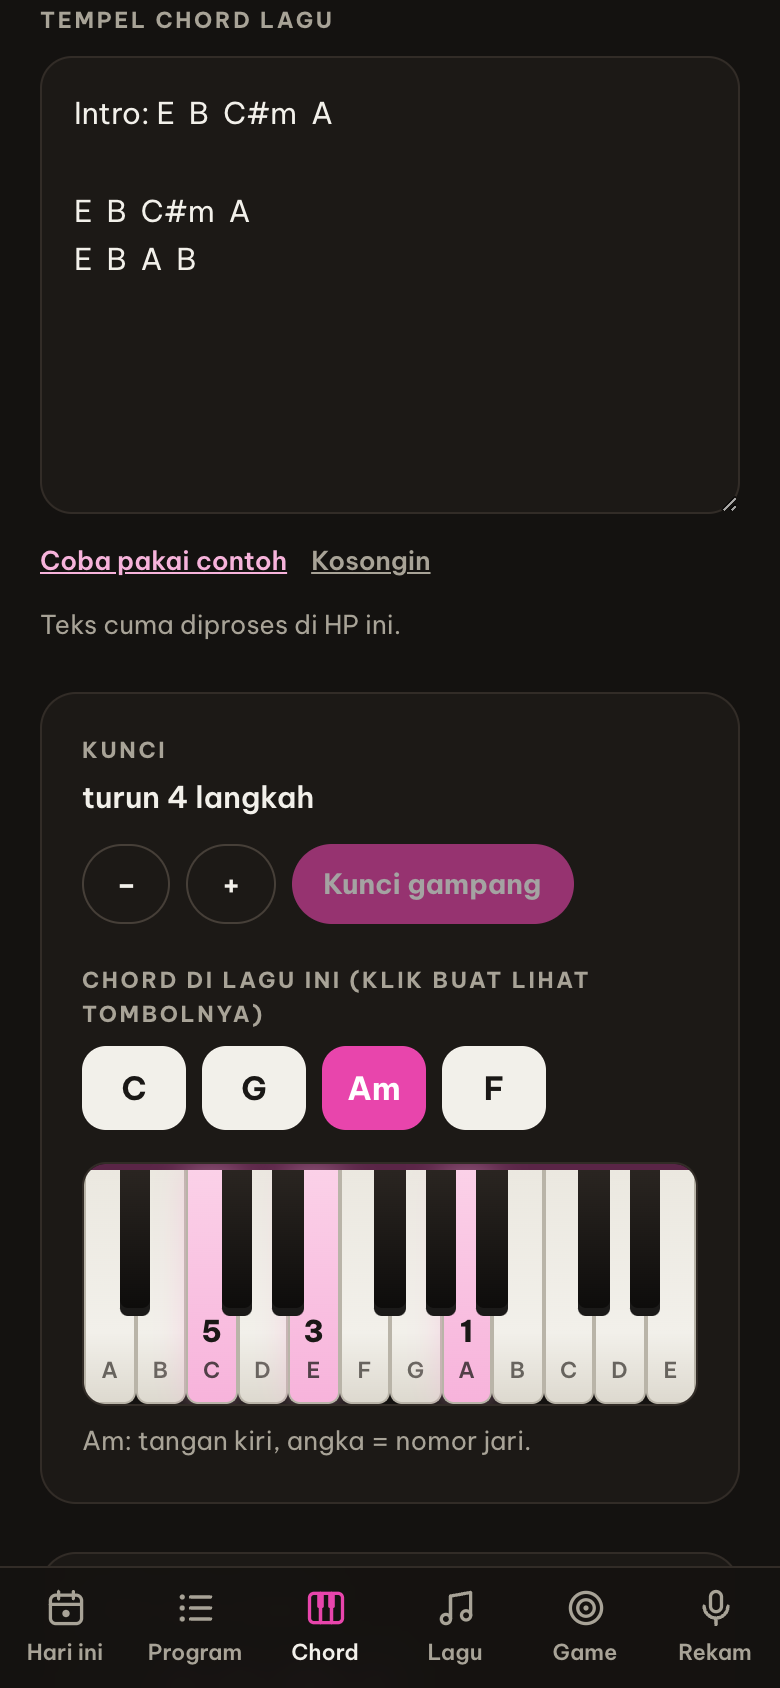 TEMPEL CHORD LAGU
Intro: E B C#m A
E B C#m A
E B A B
Coba pakai contoh Kosongin
Teks cuma diproses di HP ini.
KUNCI
turun 4 langkah
– + Kunci gampang
CHORD DI LAGU INI (KLIK BUAT LIHAT
TOMBOLNYA)
C G Am F
5 3 1
A B C D E F G A B C D E
Am: tangan kiri, angka = nomor jari.
Hari ini Program Chord Lagu Game Rekam